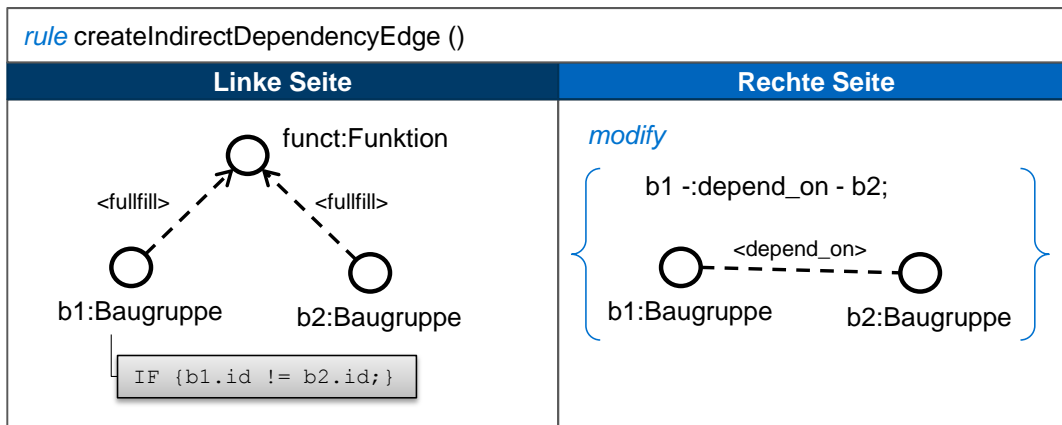 rule createIndirectDependencyEdge ()
Linke Seite
Rechte Seite
funct:Funktion
<fullfill>
<fullfill>
b1:Baugruppe
b2:Baugruppe
IF {b1.id != b2.id;}
modify
b1 -:depend_on - b2;
<depend_on>
b1:Baugruppe
b2:Baugruppe